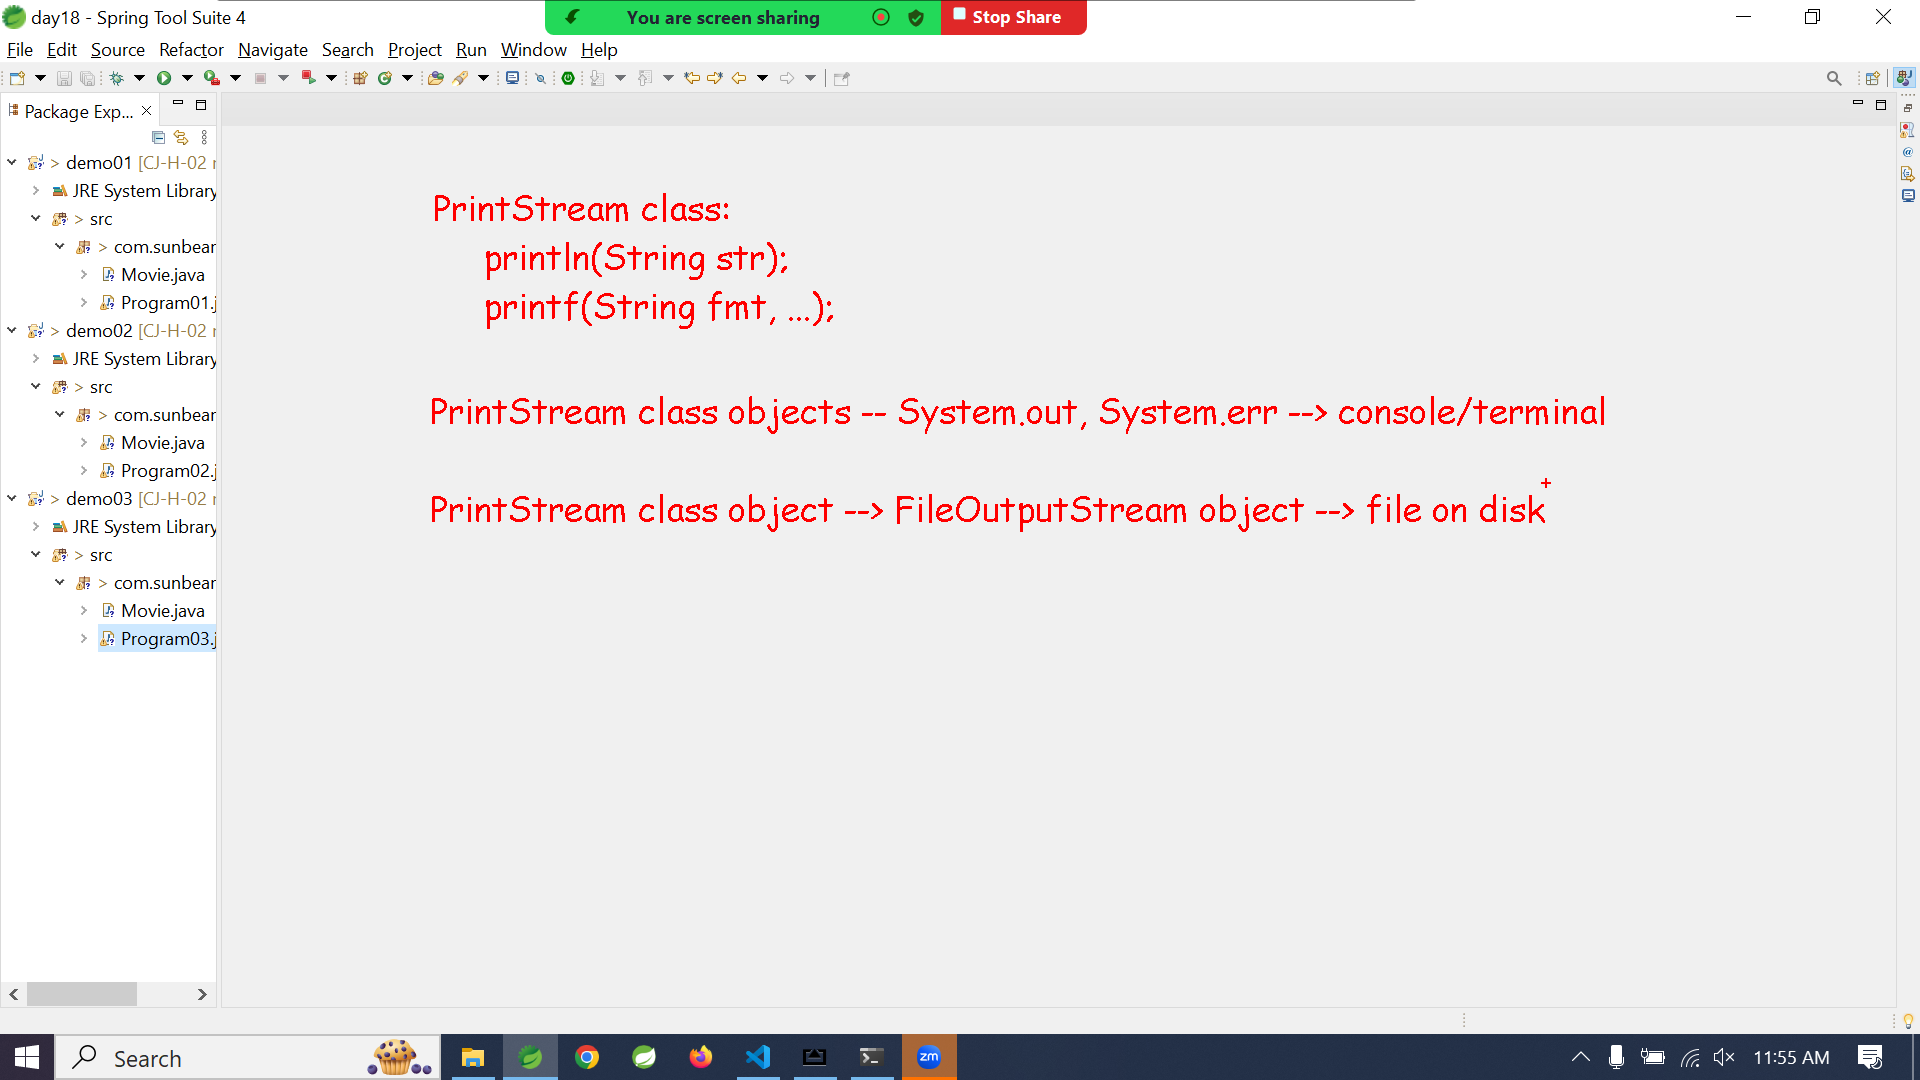 day18 - Spring Tool Suite 4
You are screen sharing
Stop Share
File Edit Source Refactor Navigate Search Project Run Window Help
Package Exp...
> demo01 [CJ-H-02
JRE System Library
> src
> com.sunbear
Movie.java
Program01.j
> demo02 [CJ-H-02
JRE System Library
> src
> com.sunbear
Movie.java
Program02.j
> demo03 [CJ-H-02
JRE System Library
> src
> com.sunbear
Movie.java
Program03.j
PrintStream class:
println(String str);
printf(String fmt, ...);
PrintStream class objects -- System.out, System.err --> console/terminal
PrintStream class object --> FileOutputStream object --> file on disk
Search
zm
11:55 AM